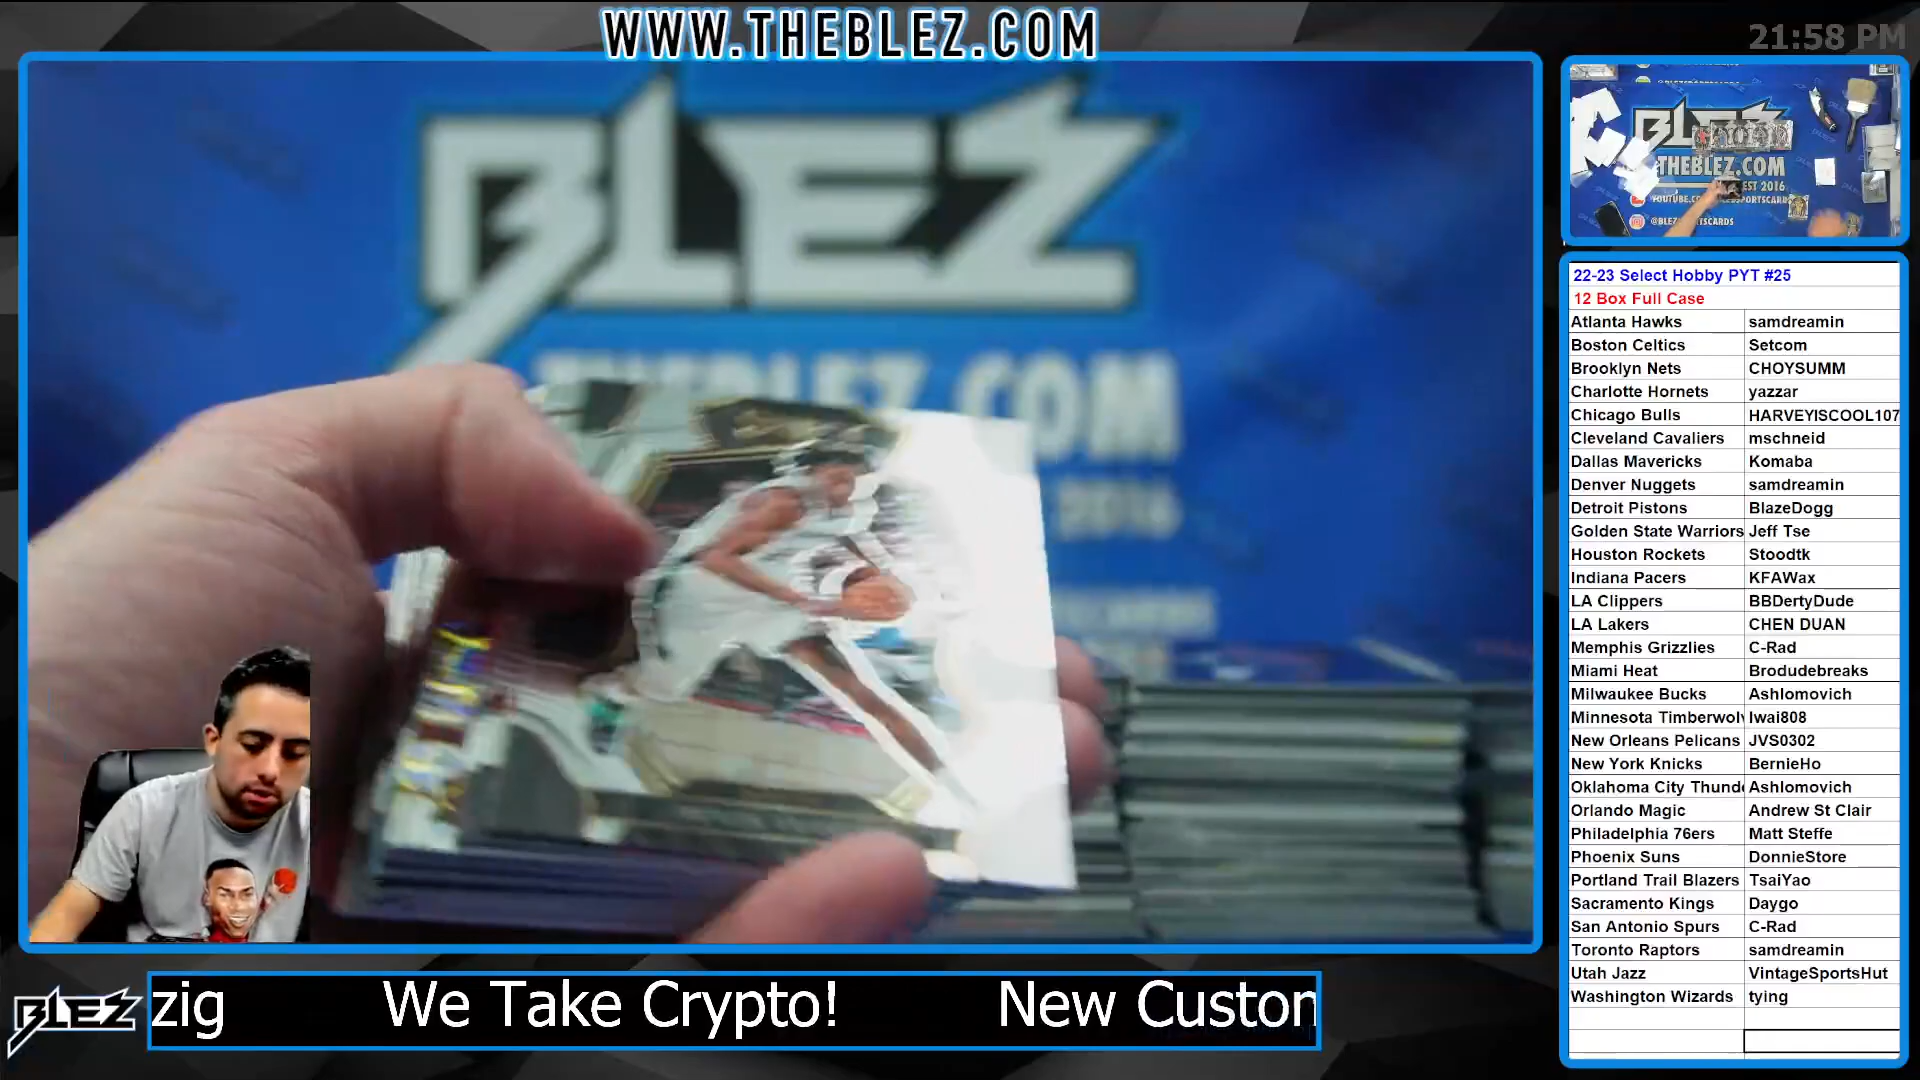 WWW.THEBLEZ.COM
21:58 PM
BLEZ
THEBLEZ.COM
2016
BLEZ
THEBLEZ.COM
EST 2016
22-23 Select Hobby PYT #25
12 Box Full Case
Atlanta Hawks samdreamin
Boston Celtics Setcom
Brooklyn Nets CHOYSUMM
Charlotte Hornets yazzar
Chicago Bulls HARVEYISCOOL107
Cleveland Cavaliers mschneid
Dallas Mavericks Komaba
Denver Nuggets samdreamin
Detroit Pistons BlazeDogg
Golden State Warriors Jeff Tse
Houston Rockets Stoodtk
Indiana Pacers KFAWax
LA Clippers BBDertyDude
LA Lakers CHEN DUAN
Memphis Grizzlies C-Rad
Miami Heat Brodudebreaks
Milwaukee Bucks Ashlomovich
Minnesota Timberwolv Iwai808
New Orleans Pelicans JVS0302
New York Knicks BernieHo
Oklahoma City Thund Ashlomovich
Orlando Magic Andrew St Clair
Philadelphia 76ers Matt Steffe
Phoenix Suns DonnieStore
Portland Trail Blazers TsaiYao
Sacramento Kings Daygo
San Antonio Spurs C-Rad
Toronto Raptors samdreamin
Utah Jazz VintageSportsHut
Washington Wizards tying
BLEZ
zig We Take Crypto! New Custom